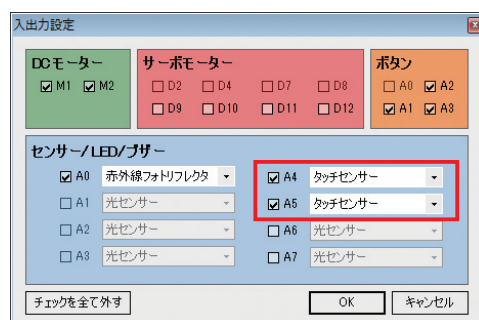 入出力設定
DCモーター サーボモーター ボタン
M1 M2 D2 D4 D7 D8 A0 A2
D9 D10 D11 D12 A1 A3
センサー/LED/ブザー
A0 赤外線フォトリフレクタ A4 タッチセンサー
A1 光センサー A5 タッチセンサー
A2 光センサー A6 光センサー
A3 光センサー A7 光センサー
チェックを全て外す OK キャンセル